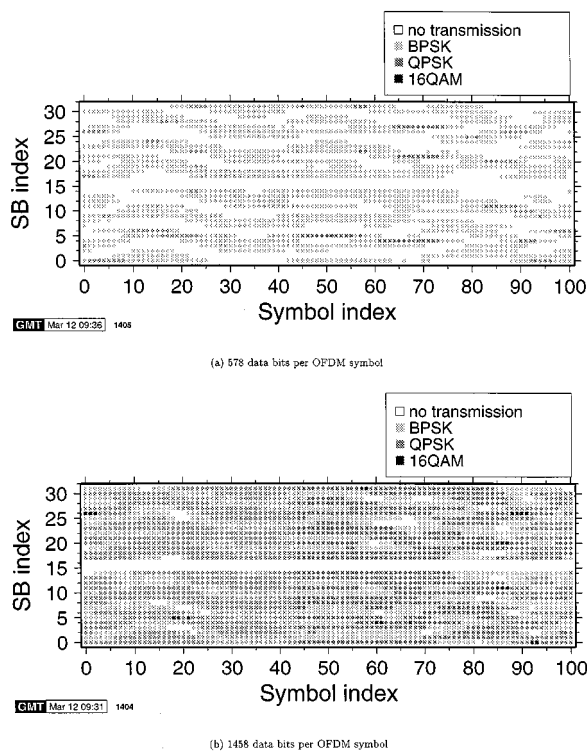 no transmission
BPSK
QPSK
16QAM
30
25
20
15
10
5
0
SB index
0 10 20 30 40 50 60 70 80 90 100
Symbol index
GMT Mar 12 09:36 1405
(a) 578 data bits per OFDM symbol
no transmission
BPSK
QPSK
16QAM
30
25
20
15
10
5
0
SB index
0 10 20 30 40 50 60 70 80 90 100
Symbol index
GMT Mar 12 09:31 1404
(b) 1458 data bits per OFDM symbol